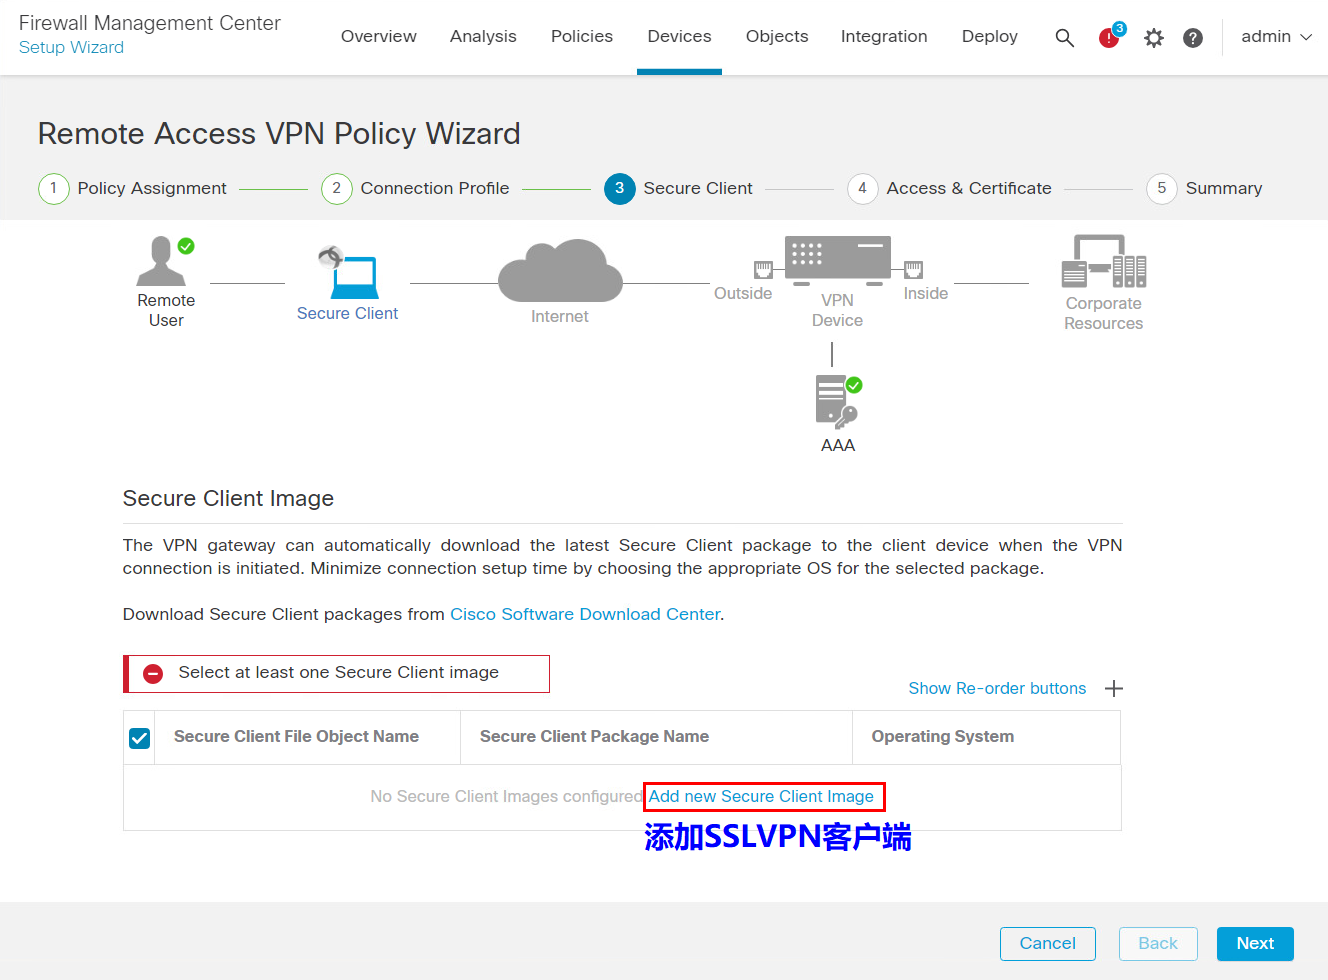 Firewall Management Center
Setup Wizard
Overview
Analysis
Policies
Devices
Objects
Integration
Deploy
3
admin
Remote Access VPN Policy Wizard
1 Policy Assignment
2 Connection Profile
3 Secure Client
4 Access & Certificate
5 Summary
Remote
User
Secure Client
Internet
Outside
VPN
Device
Inside
Corporate
Resources
AAA
Secure Client Image
The VPN gateway can automatically download the latest Secure Client package to the client device when the VPN
connection is initiated. Minimize connection setup time by choosing the appropriate OS for the selected package.
Download Secure Client packages from Cisco Software Download Center.
Select at least one Secure Client image
Show Re-order buttons
Secure Client File Object Name
Secure Client Package Name
Operating System
No Secure Client Images configured Add new Secure Client Image
添加SSLVPN客户端
Cancel
Back
Next